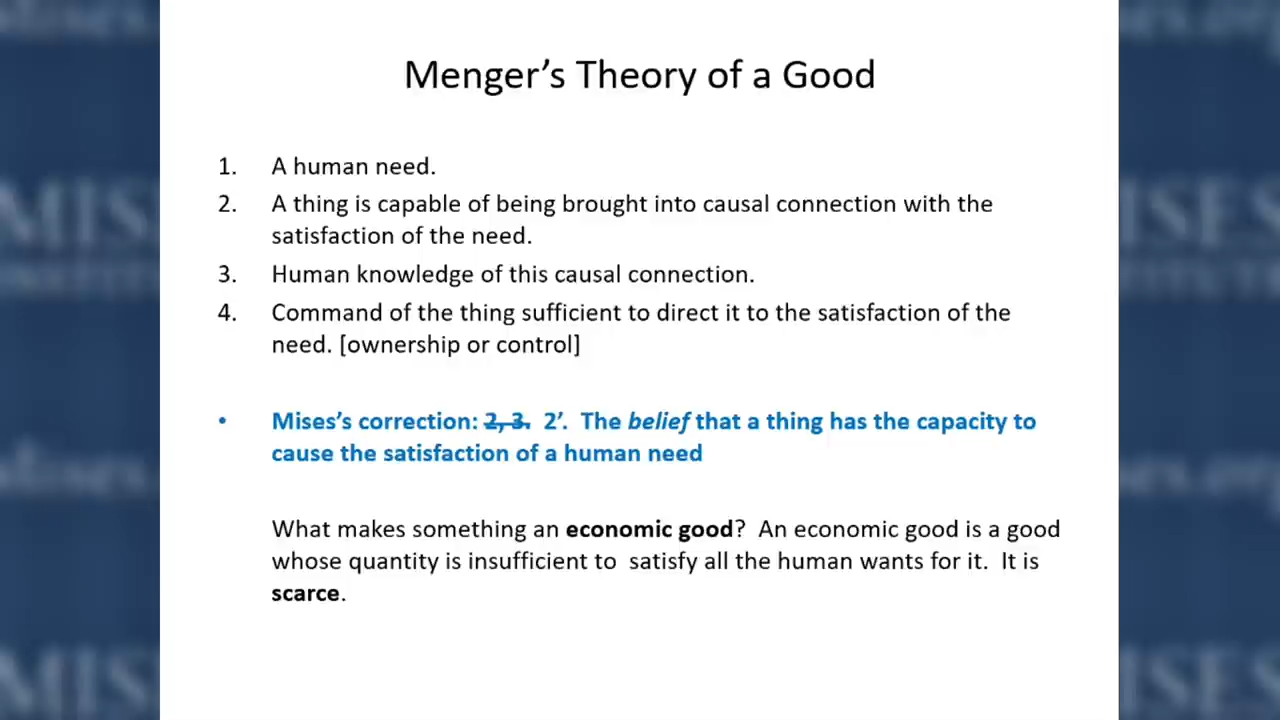 Menger's Theory of a Good
1. A human need.
2. A thing is capable of being brought into causal connection with the
satisfaction of the need.
3. Human knowledge of this causal connection.
4. Command of the thing sufficient to direct it to the satisfaction of the
need. [ownership or control]
• Mises's correction: 2, 3. 2′. The belief that a thing has the capacity to
cause the satisfaction of a human need
What makes something an economic good? An economic good is a good
whose quantity is insufficient to satisfy all the human wants for it. It is
scarce.